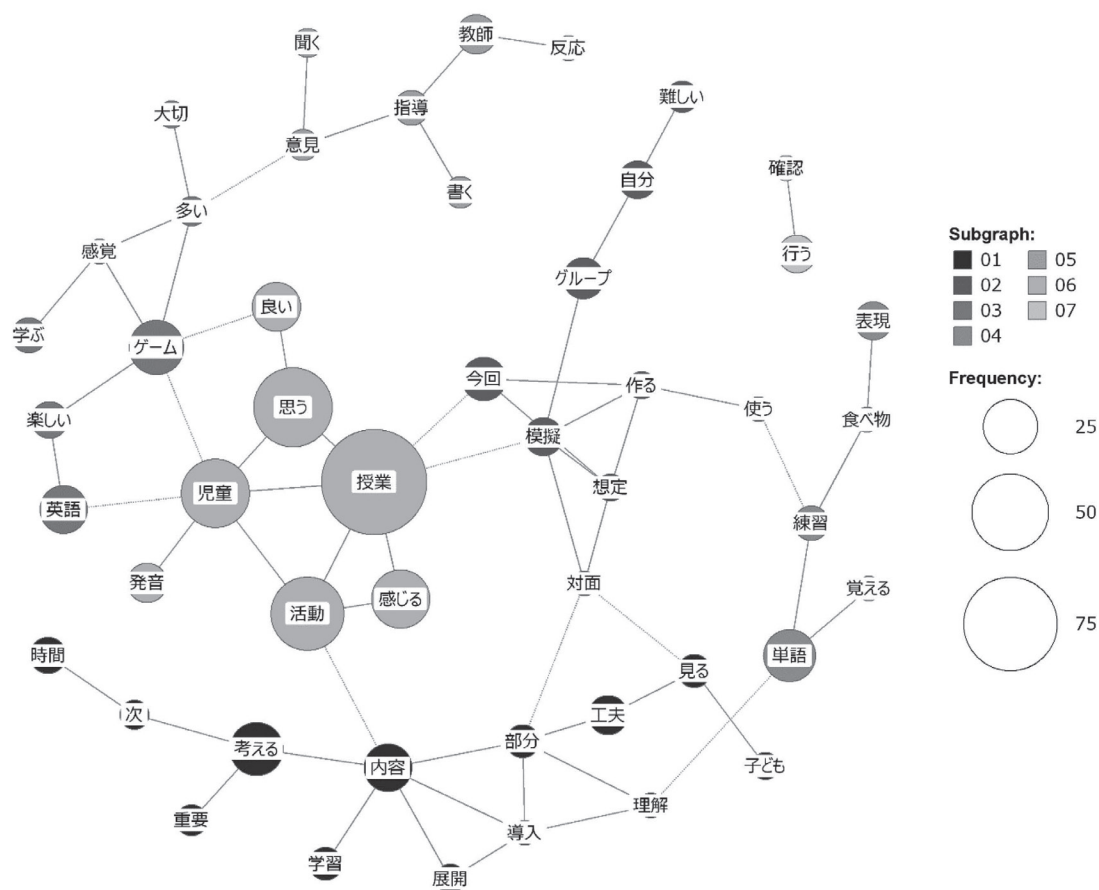 聞く
教師
反応
大切
指導
意見
難しい
書く
自分
確認
多い
感覚
行う
グループ
良い
学ぶ
ゲーム
表現
今回
作る
思う
使う
食べ物
楽しい
模擬
授業
想定
児童
英語
練習
発音
対面
覚える
活動
感じる
単語
時間
見る
次
工夫
部分
考える
内容
子ども
重要
理解
導入
学習
展開
Subgraph:
01 05
02 06
03 07
04
Frequency:
25
50
75